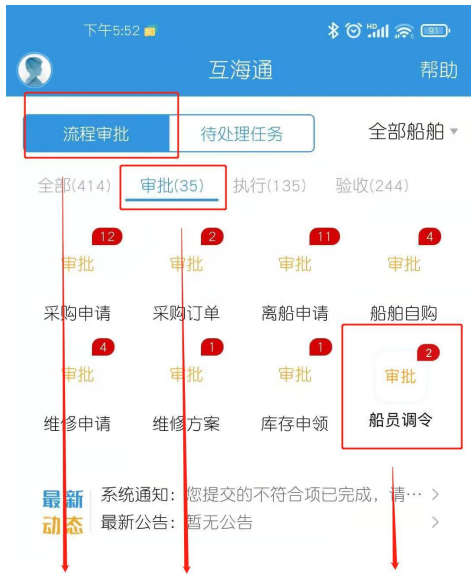 下午5:52
HD
91
互海通
帮助
流程审批
待处理任务
全部船舶
全部(414)
审批(35)
执行(135)
验收(244)
12
2
11
4
审批
审批
审批
审批
采购申请
采购订单
离船申请
船舶自购
4
1
1
2
审批
审批
审批
审批
维修申请
维修方案
库存申领
船员调令
最新
动态
系统通知：您提交的不符合项已完成，请…
最新公告：暂无公告